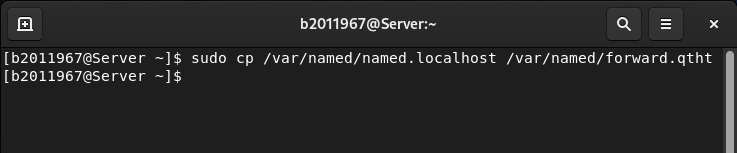 b2011967@Server:~
[b2011967@Server ~]$ sudo cp /var/named/named.localhost /var/named/forward.qtht
[b2011967@Server ~]$